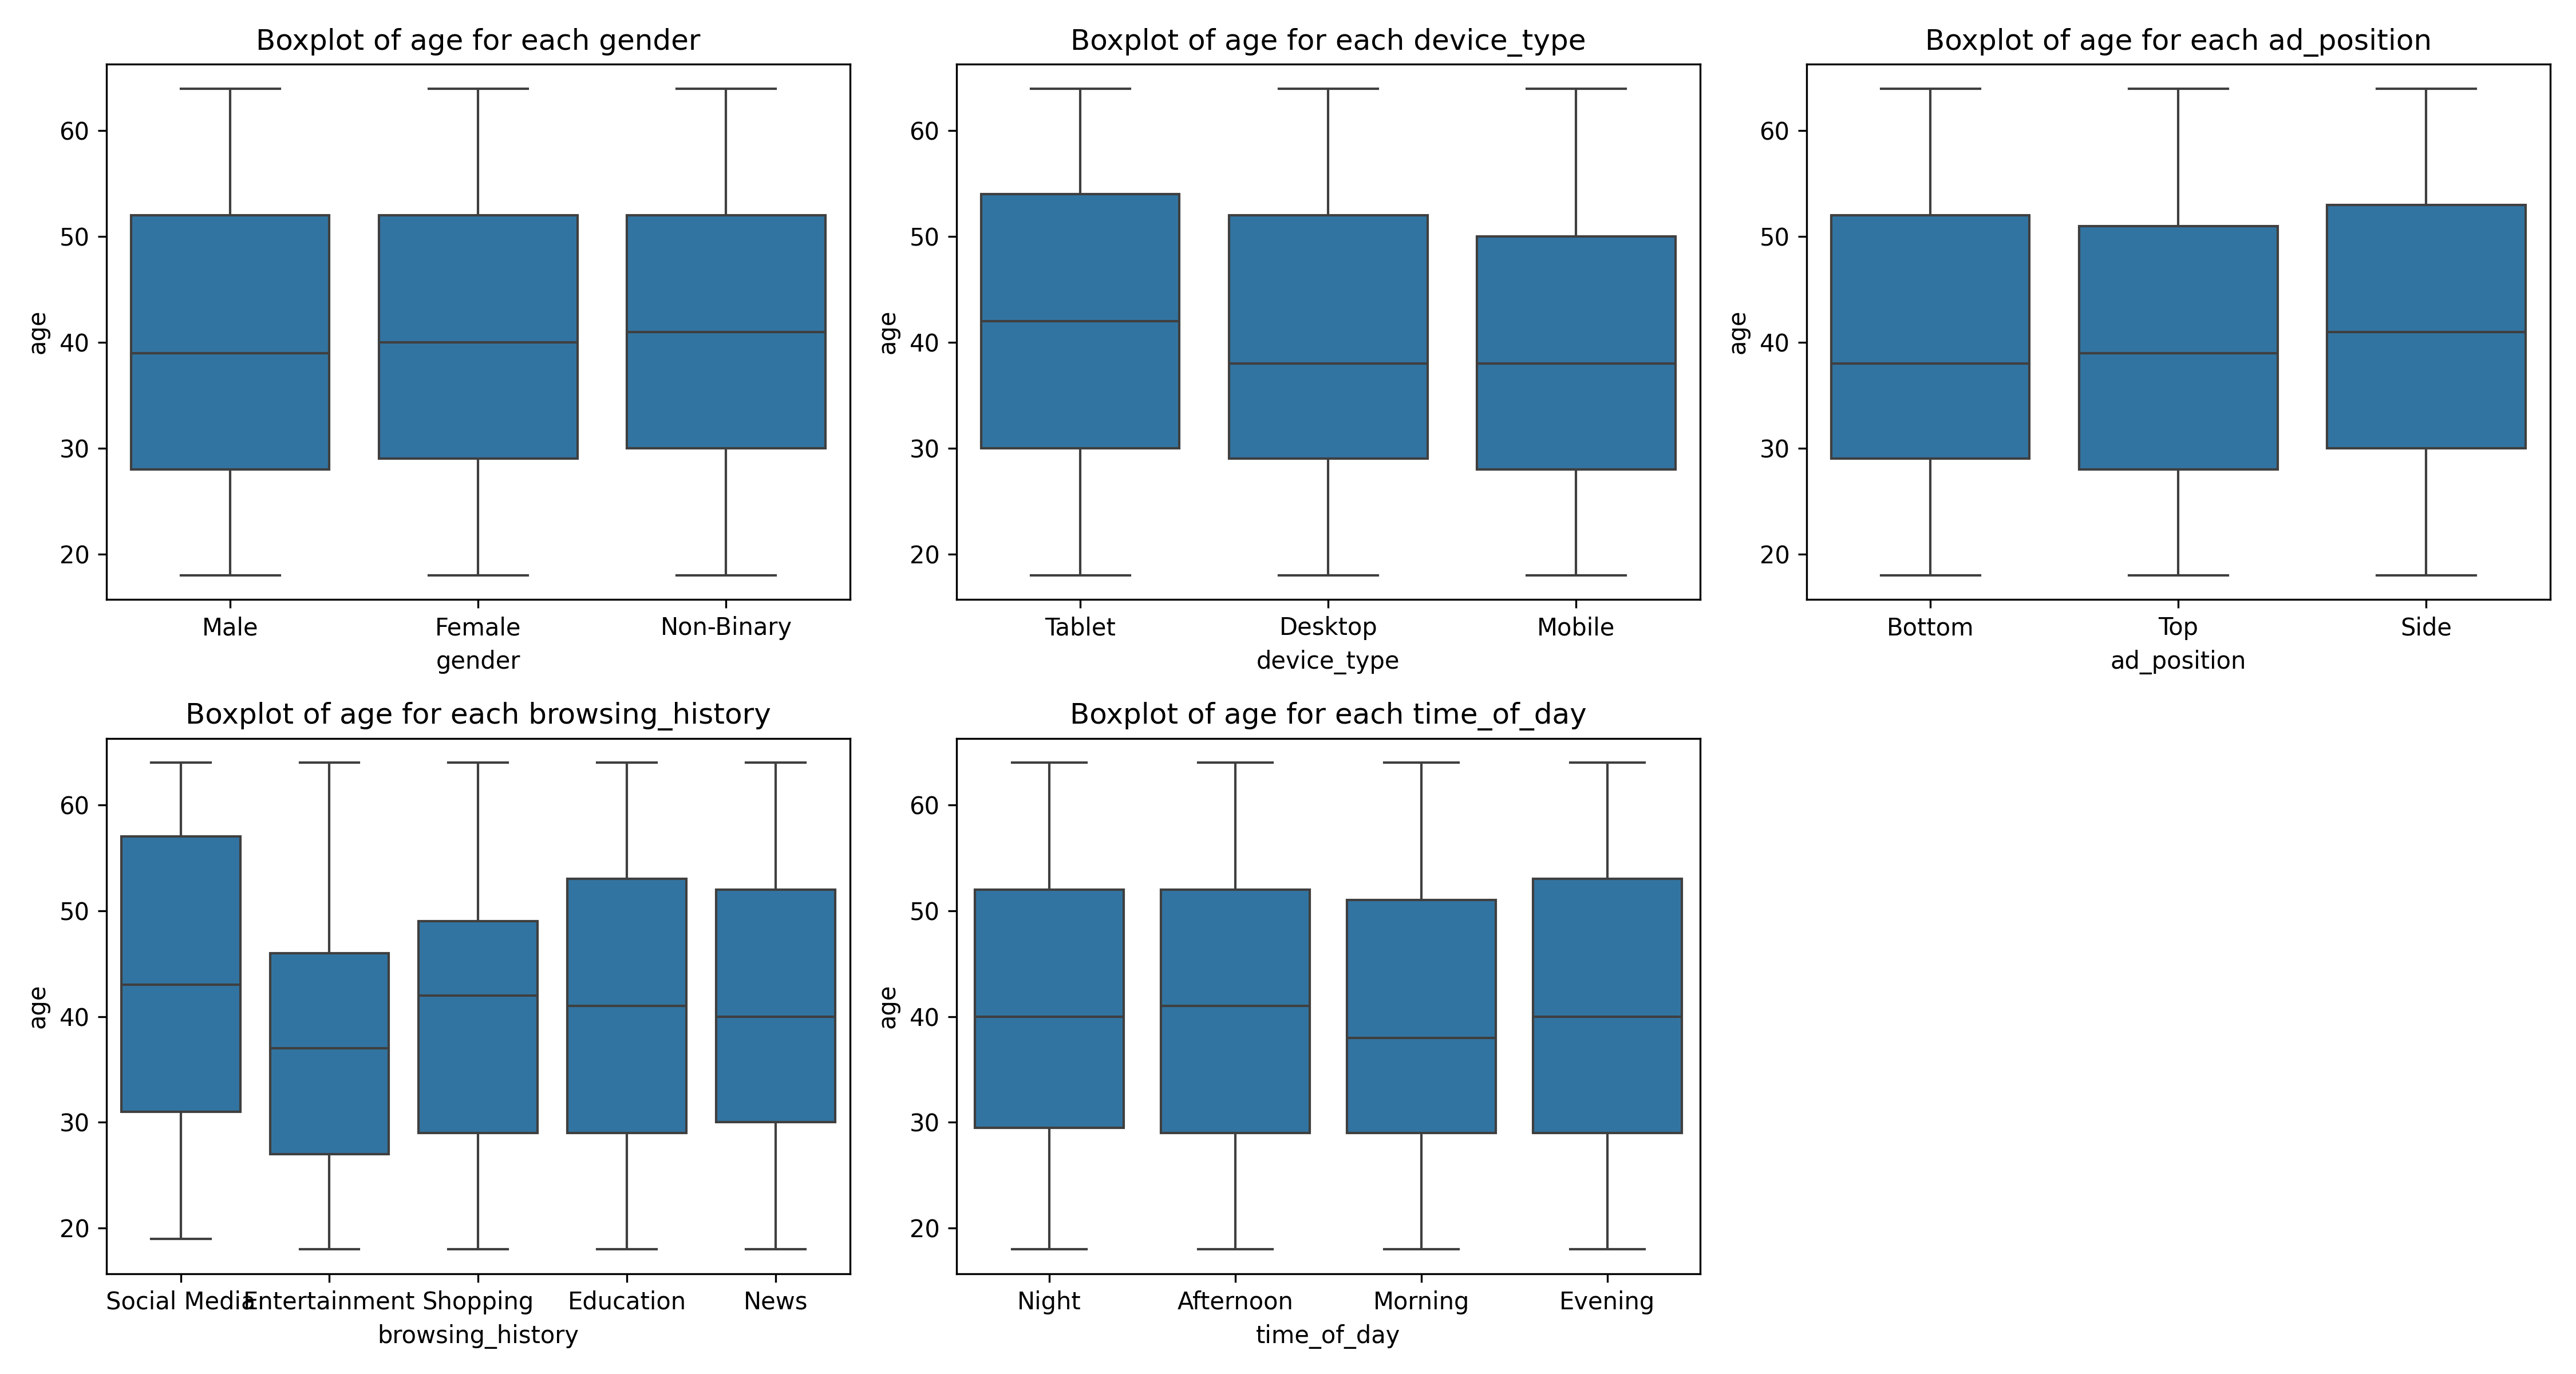 Boxplot of age for each gender
age
60
50
40
30
20
Male Female Non-Binary
gender
Boxplot of age for each device_type
age
60
50
40
30
20
Tablet Desktop Mobile
device_type
Boxplot of age for each ad_position
age
60
50
40
30
20
Bottom Top Side
ad_position
Boxplot of age for each browsing_history
age
60
50
40
30
20
Social Media Entertainment Shopping Education News
browsing_history
Boxplot of age for each time_of_day
age
60
50
40
30
20
Night Afternoon Morning Evening
time_of_day